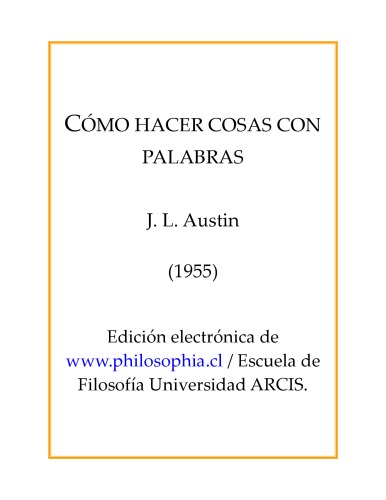 CÓMO HACER COSAS CON
PALABRAS
J. L. Austin
(1955)
Edición electrónica de
www.philosophia.cl / Escuela de
Filosofía Universidad ARCIS.